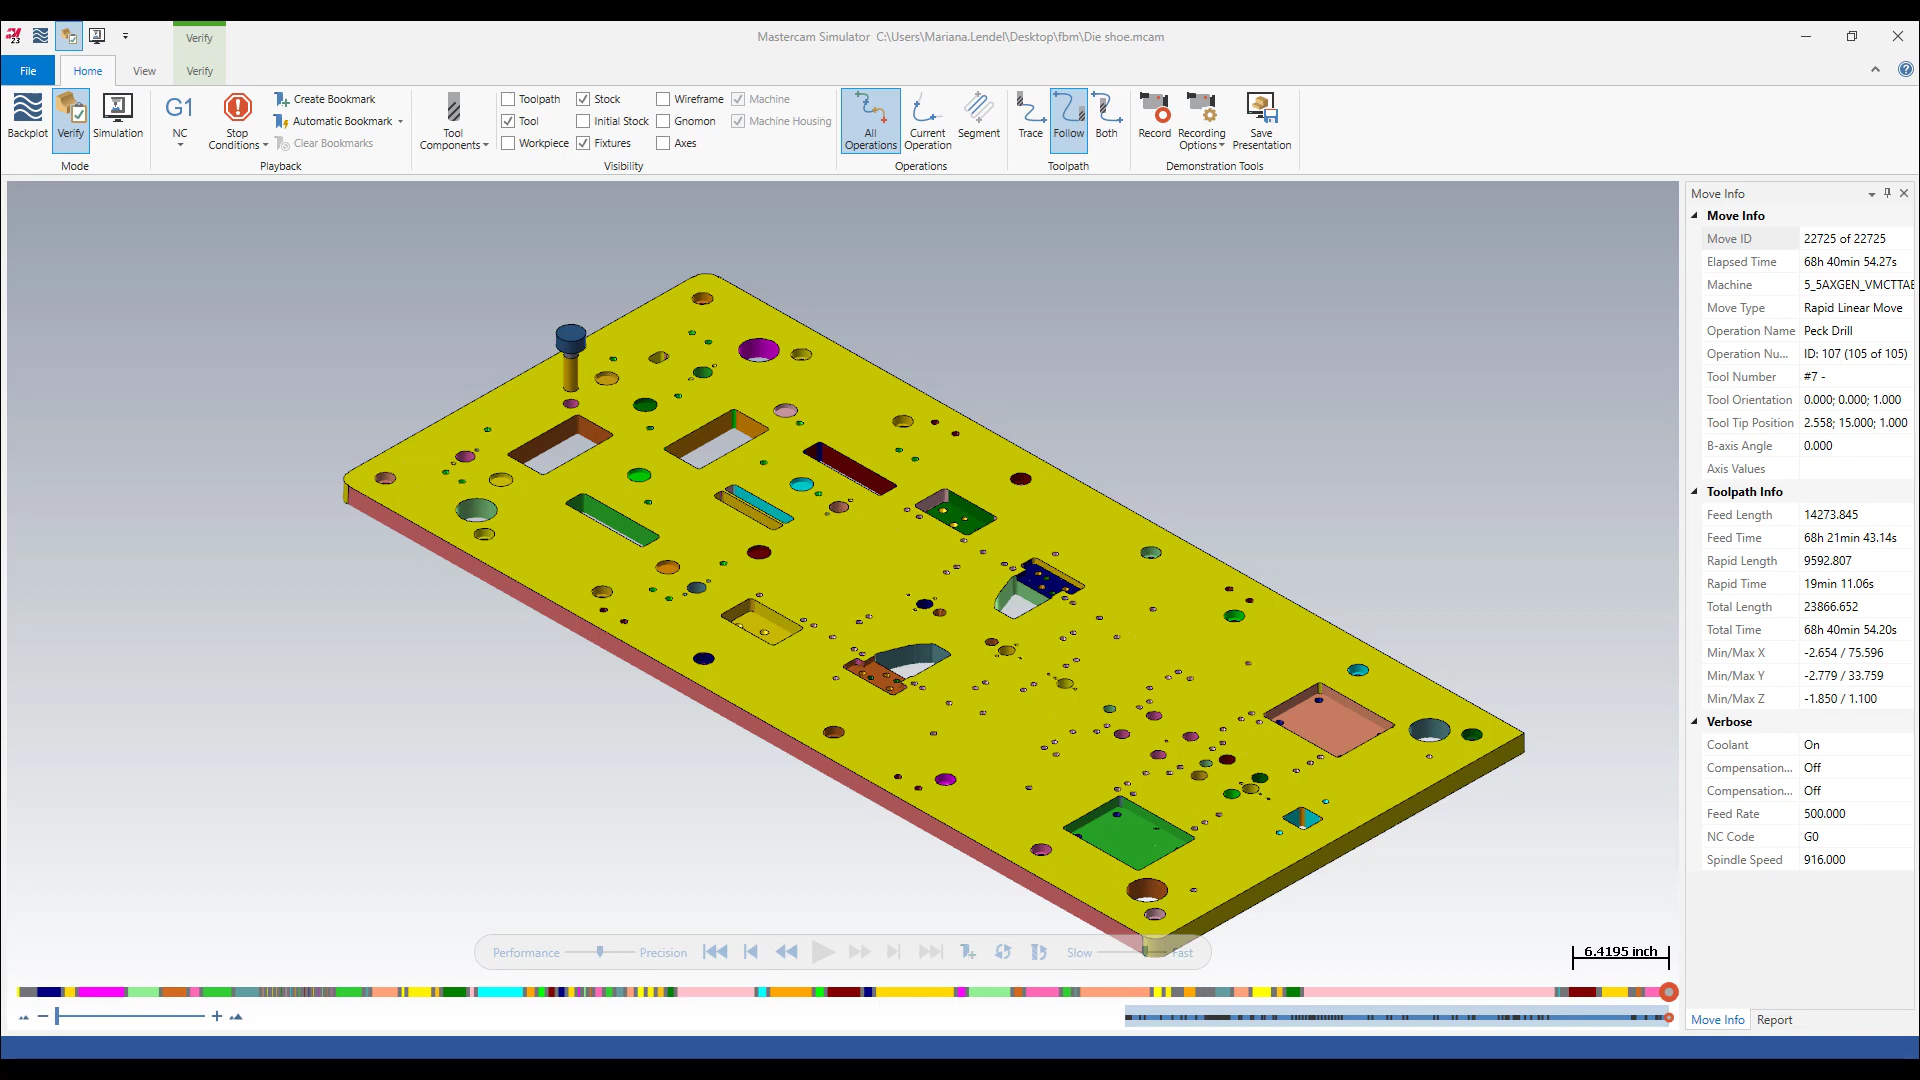 23
Verify
Mastercam Simulator C:\Users\Mariana.Lendel\Desktop\fbm\Die shoe.mcam
File
Home
View
Verify
Backplot
Verify
Simulation
Mode
G1
NC
Stop
Conditions
Create Bookmark
Automatic Bookmark
Clear Bookmarks
Playback
Tool
Components
Toolpath
Stock
Wireframe
Machine
Tool
Initial Stock
Gnomon
Machine Housing
Workpiece
Fixtures
Axes
Visibility
All
Operations
Current
Operation
Segment
Operations
Trace
Follow
Both
Toolpath
Record
Recording
Options
Save
Presentation
Demonstration Tools
Move Info
Move Info
Move ID 22725 of 22725
Elapsed Time 68h 40min 54.27s
Machine 5_5AXGEN_VMCTTAB
Move Type Rapid Linear Move
Operation Name Peck Drill
Operation Nu... ID: 107 (105 of 105)
Tool Number #7 -
Tool Orientation 0.000; 0.000; 1.000
Tool Tip Position 2.558; 15.000; 1.000
B-axis Angle 0.000
Axis Values
Toolpath Info
Feed Length 14273.845
Feed Time 68h 21min 43.14s
Rapid Length 9592.807
Rapid Time 19min 11.06s
Total Length 23866.652
Total Time 68h 40min 54.20s
Min/Max X -2.654 / 75.596
Min/Max Y -2.779 / 33.759
Min/Max Z -1.850 / 1.100
Verbose
Coolant On
Compensation... Off
Compensation... Off
Feed Rate 500.000
NC Code G0
Spindle Speed 916.000
Performance
Precision
Slow
Fast
6.4195 inch
Move Info
Report